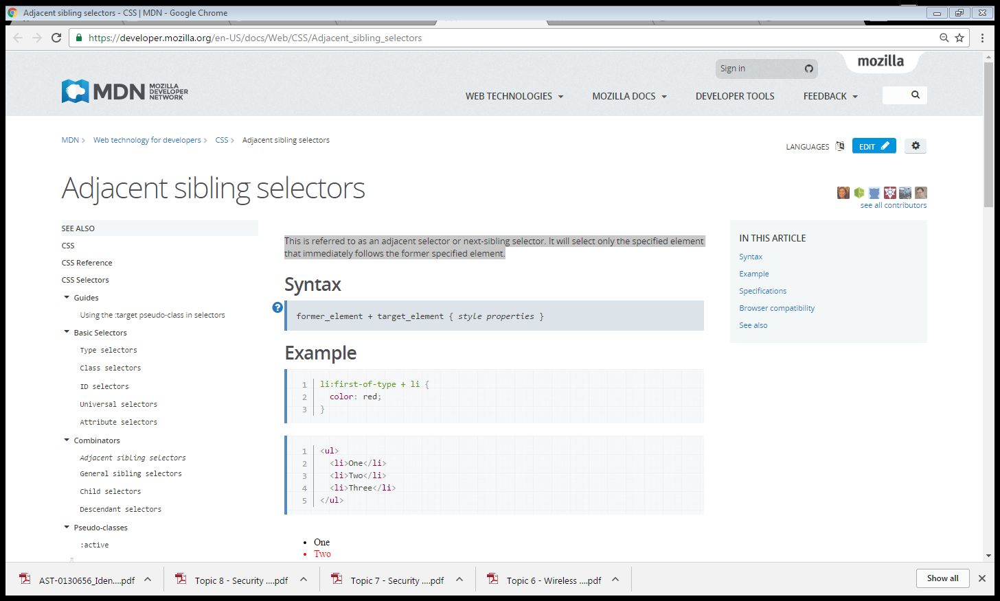 Adjacent sibling selectors - CSS | MDN - Google Chrome
https://developer.mozilla.org/en-US/docs/Web/CSS/Adjacent_sibling_selectors
mozilla
Sign in
MDN MOZILLA DEVELOPER NETWORK
WEB TECHNOLOGIES MOZILLA DOCS DEVELOPER TOOLS FEEDBACK
MDN Web technology for developers CSS Adjacent sibling selectors
LANGUAGES EDIT
Adjacent sibling selectors
see all contributors
SEE ALSO
CSS
CSS Reference
CSS Selectors
Guides
Using the :target pseudo-class in selectors
Basic Selectors
Type selectors
Class selectors
ID selectors
Universal selectors
Attribute selectors
Combinators
Adjacent sibling selectors
General sibling selectors
Child selectors
Descendant selectors
Pseudo-classes
:active
This is referred to as an adjacent selector or next-sibling selector. It will select only the specified element
that immediately follows the former specified element.
Syntax
?
former_element + target_element { style properties }
Example
1 li:first-of-type + li {
2 color: red;
3 }
1 <ul>
2 <li>One</li>
3 <li>Two</li>
4 <li>Three</li>
5 </ul>
• One
• Two
IN THIS ARTICLE
Syntax
Example
Specifications
Browser compatibility
See also
AST-0130656_Iden....pdf Topic 8 - Security ....pdf Topic 7 - Security ....pdf Topic 6 - Wireless ....pdf Show all